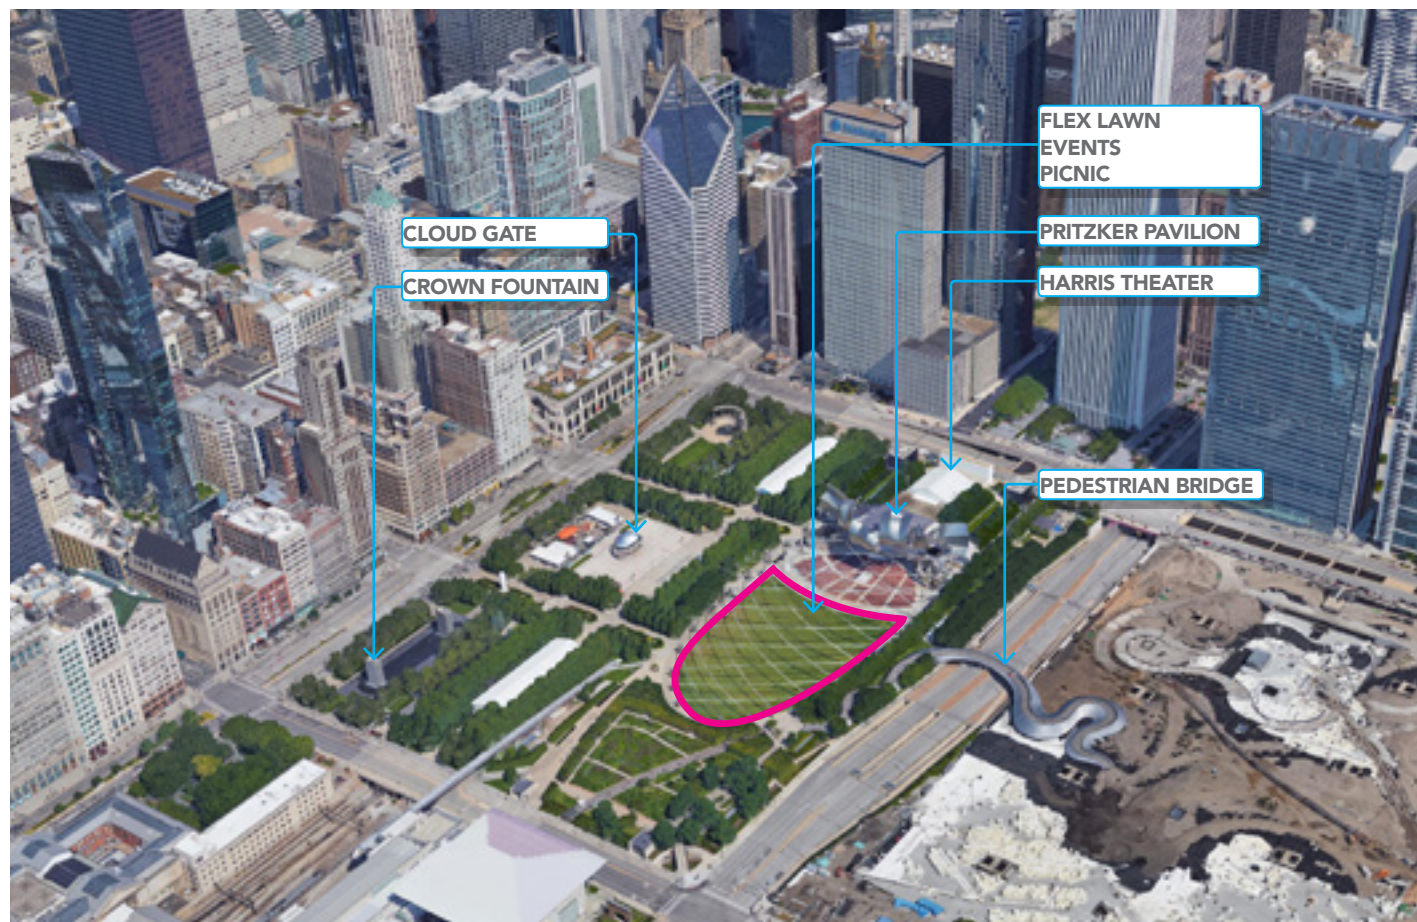 FLEX LAWN
EVENTS
PICNIC
CLOUD GATE
PRITZKER PAVILION
CROWN FOUNTAIN
HARRIS THEATER
PEDESTRIAN BRIDGE